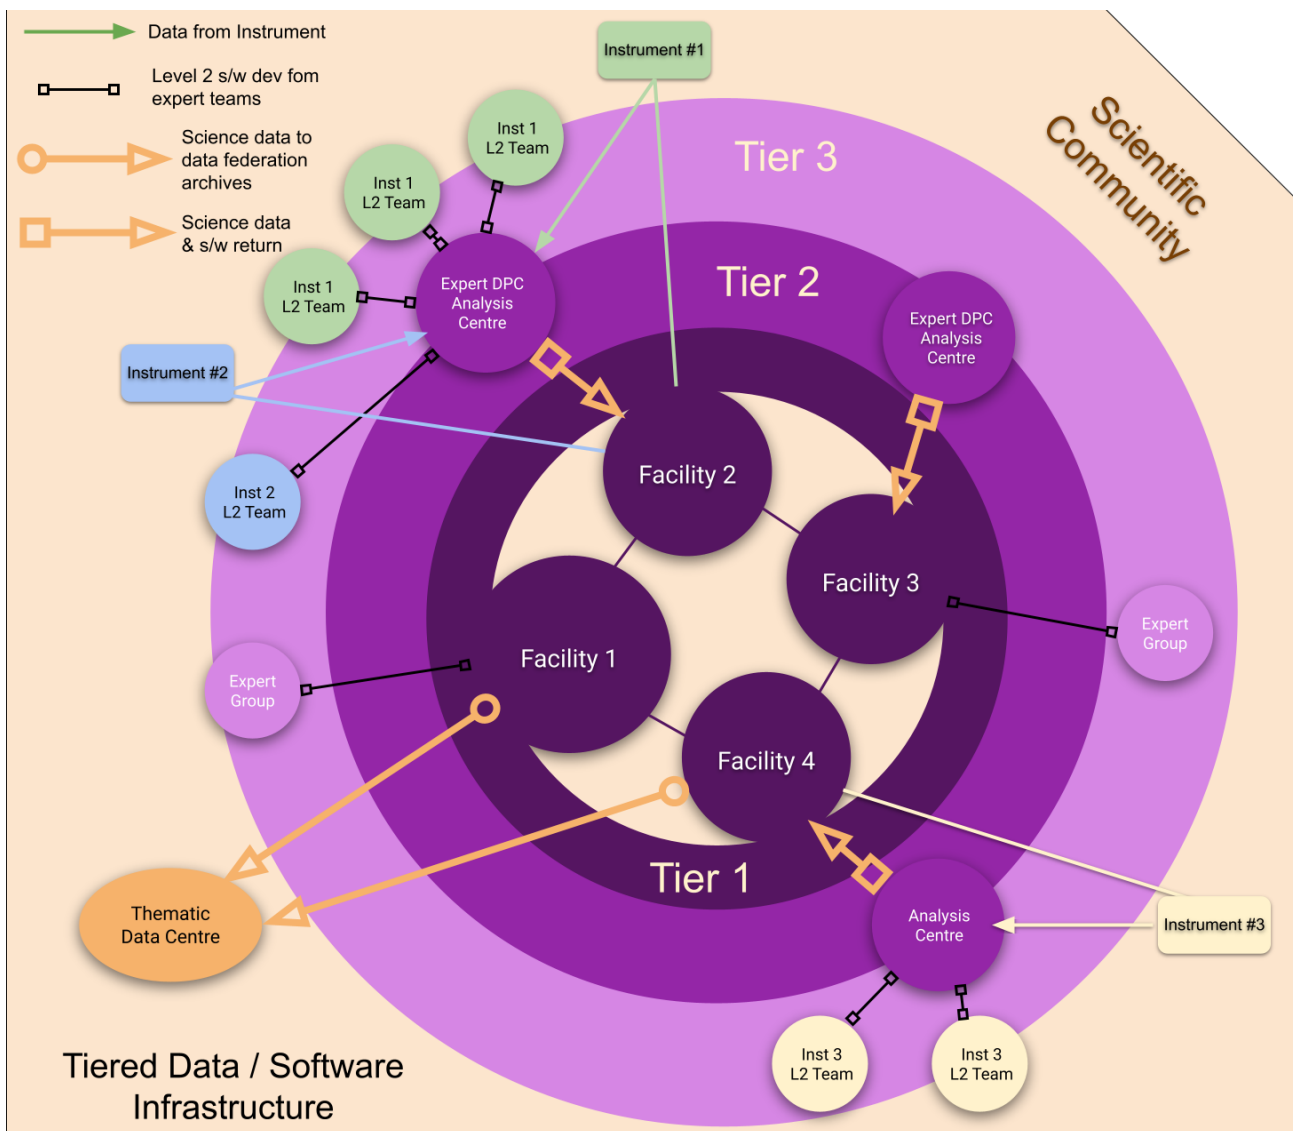 Data from Instrument
Level 2 s/w dev fom
expert teams
Science data to
data federation
archives
Science data
& s/w return
Instrument #1
Scientific
Community
Tier 3
Inst 1
L2 Team
Inst 1
L2 Team
Inst 1
L2 Team
Tier 2
Expert DPC
Analysis
Centre
Expert DPC
Analysis
Centre
Instrument #2
Inst 2
L2 Team
Facility 2
Facility 3
Facility 1
Facility 4
Expert
Group
Expert
Group
Tier 1
Thematic
Data Centre
Analysis
Centre
Instrument #3
Inst 3
L2 Team
Inst 3
L2 Team
Tiered Data / Software
Infrastructure